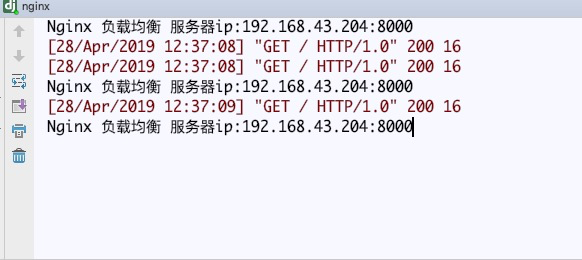 dj nginx
Nginx 负载均衡 服务器ip:192.168.43.204:8000
[28/Apr/2019 12:37:08] "GET / HTTP/1.0" 200 16
[28/Apr/2019 12:37:08] "GET / HTTP/1.0" 200 16
Nginx 负载均衡 服务器ip:192.168.43.204:8000
[28/Apr/2019 12:37:09] "GET / HTTP/1.0" 200 16
Nginx 负载均衡 服务器ip:192.168.43.204:8000